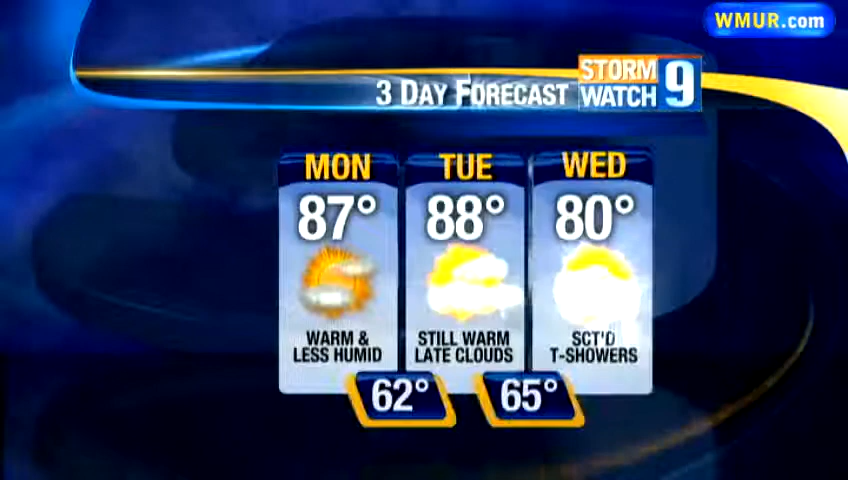 WMUR.com
3 DAY FORECAST
STORM
WATCH 9
MON
87°
WARM &
LESS HUMID
TUE
88°
STILL WARM
LATE CLOUDS
WED
80°
SCT'D
T-SHOWERS
62°
65°